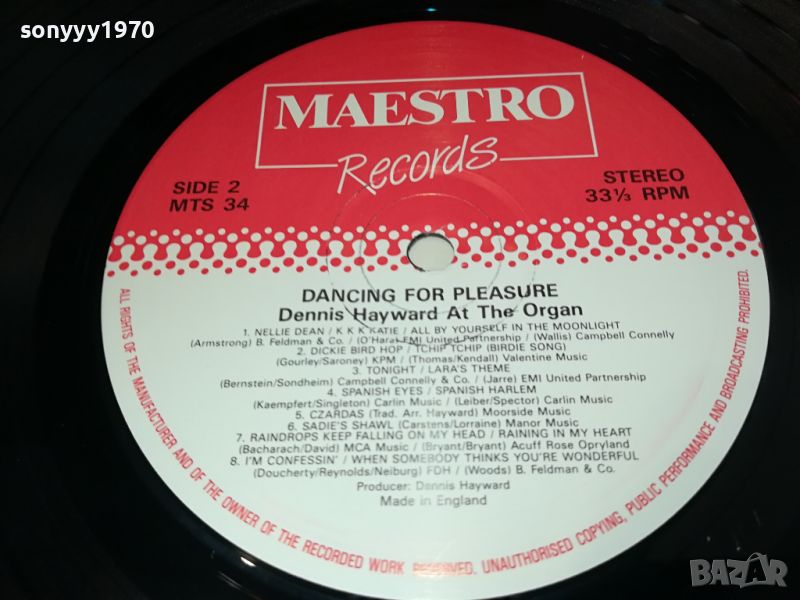 sonyyy1970
MAESTRO
Records
SIDE 2
MTS 34
STEREO
33⅓ RPM
DANCING FOR PLEASURE
Dennis Hayward At The Organ
1. NELLIE DEAN / K K K KATIE / ALL BY YOURSELF IN THE MOONLIGHT
(Armstrong) B. Feldman & Co. / (O'Hara) EMI United Partnership / (Wallis) Campbell Connelly
2. DICKIE BIRD HOP / TCHIP TCHIP (BIRDIE SONG)
(Gourley/Saroney) KPM / (Thomas/Kendall) Valentine Music
3. TONIGHT / LARA'S THEME
(Bernstein/Sondheim) Campbell Connelly & Co. / (Jarre) EMI United Partnership
4. SPANISH EYES / SPANISH HARLEM
(Kaempfert/Singleton) Carlin Music / (Leiber/Spector) Carlin Music
5. CZARDAS (Trad. Arr. Hayward) Moorside Music
6. SADIE'S SHAWL (Carstens/Lorraine) Manor Music
7. RAINDROPS KEEP FALLING ON MY HEAD / RAINING IN MY HEART
(Bacharach/David) MCA Music / (Bryant/Bryant) Acuff Rose Opryland
8. I'M CONFESSIN' / WHEN SOMEBODY THINKS YOU'RE WONDERFUL
(Doucherty/Reynolds/Neiburg) FDH / (Woods) B. Feldman & Co.
Producer: Dennis Hayward
Made in England
ALL RIGHTS OF THE MANUFACTURER AND OF THE OWNER OF THE RECORDED WORK RESERVED. UNAUTHORISED COPYING, PUBLIC PERFORMANCE AND BROADCASTING PROHIBITED.
BAZAR